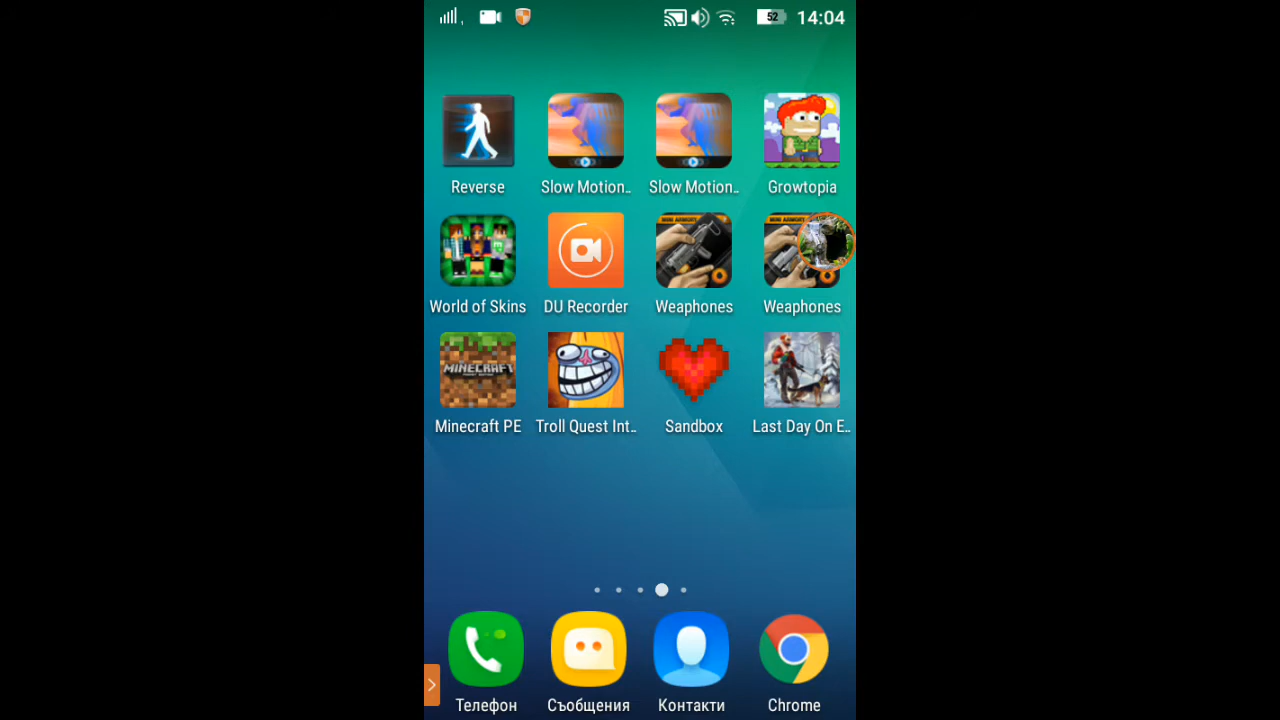 52 14:04
Reverse Slow Motion.. Slow Motion.. Growtopia
World of Skins DU Recorder Weaphones Weaphones
MINECRAFT
Minecraft PE Troll Quest Int.. Sandbox Last Day On E..
Телефон Съобщения Контакти Chrome